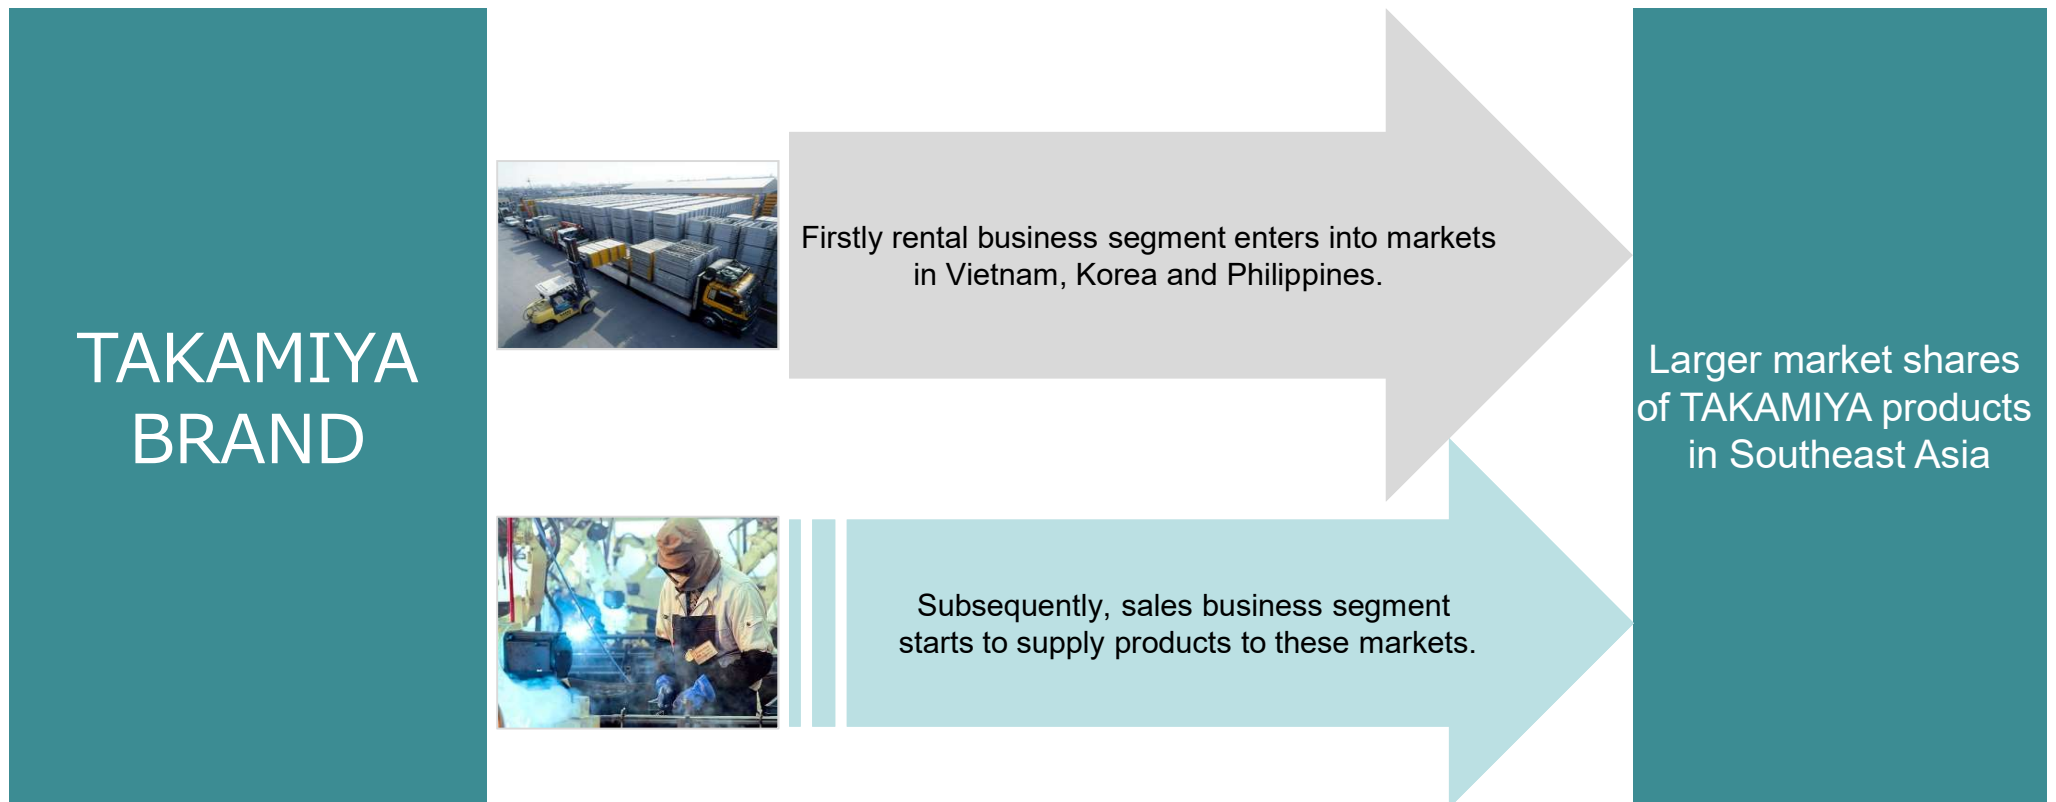 TAKAMIYA
BRAND
Firstly rental business segment enters into markets
in Vietnam, Korea and Philippines.
Subsequently, sales business segment
starts to supply products to these markets.
Larger market shares
of TAKAMIYA products
in Southeast Asia